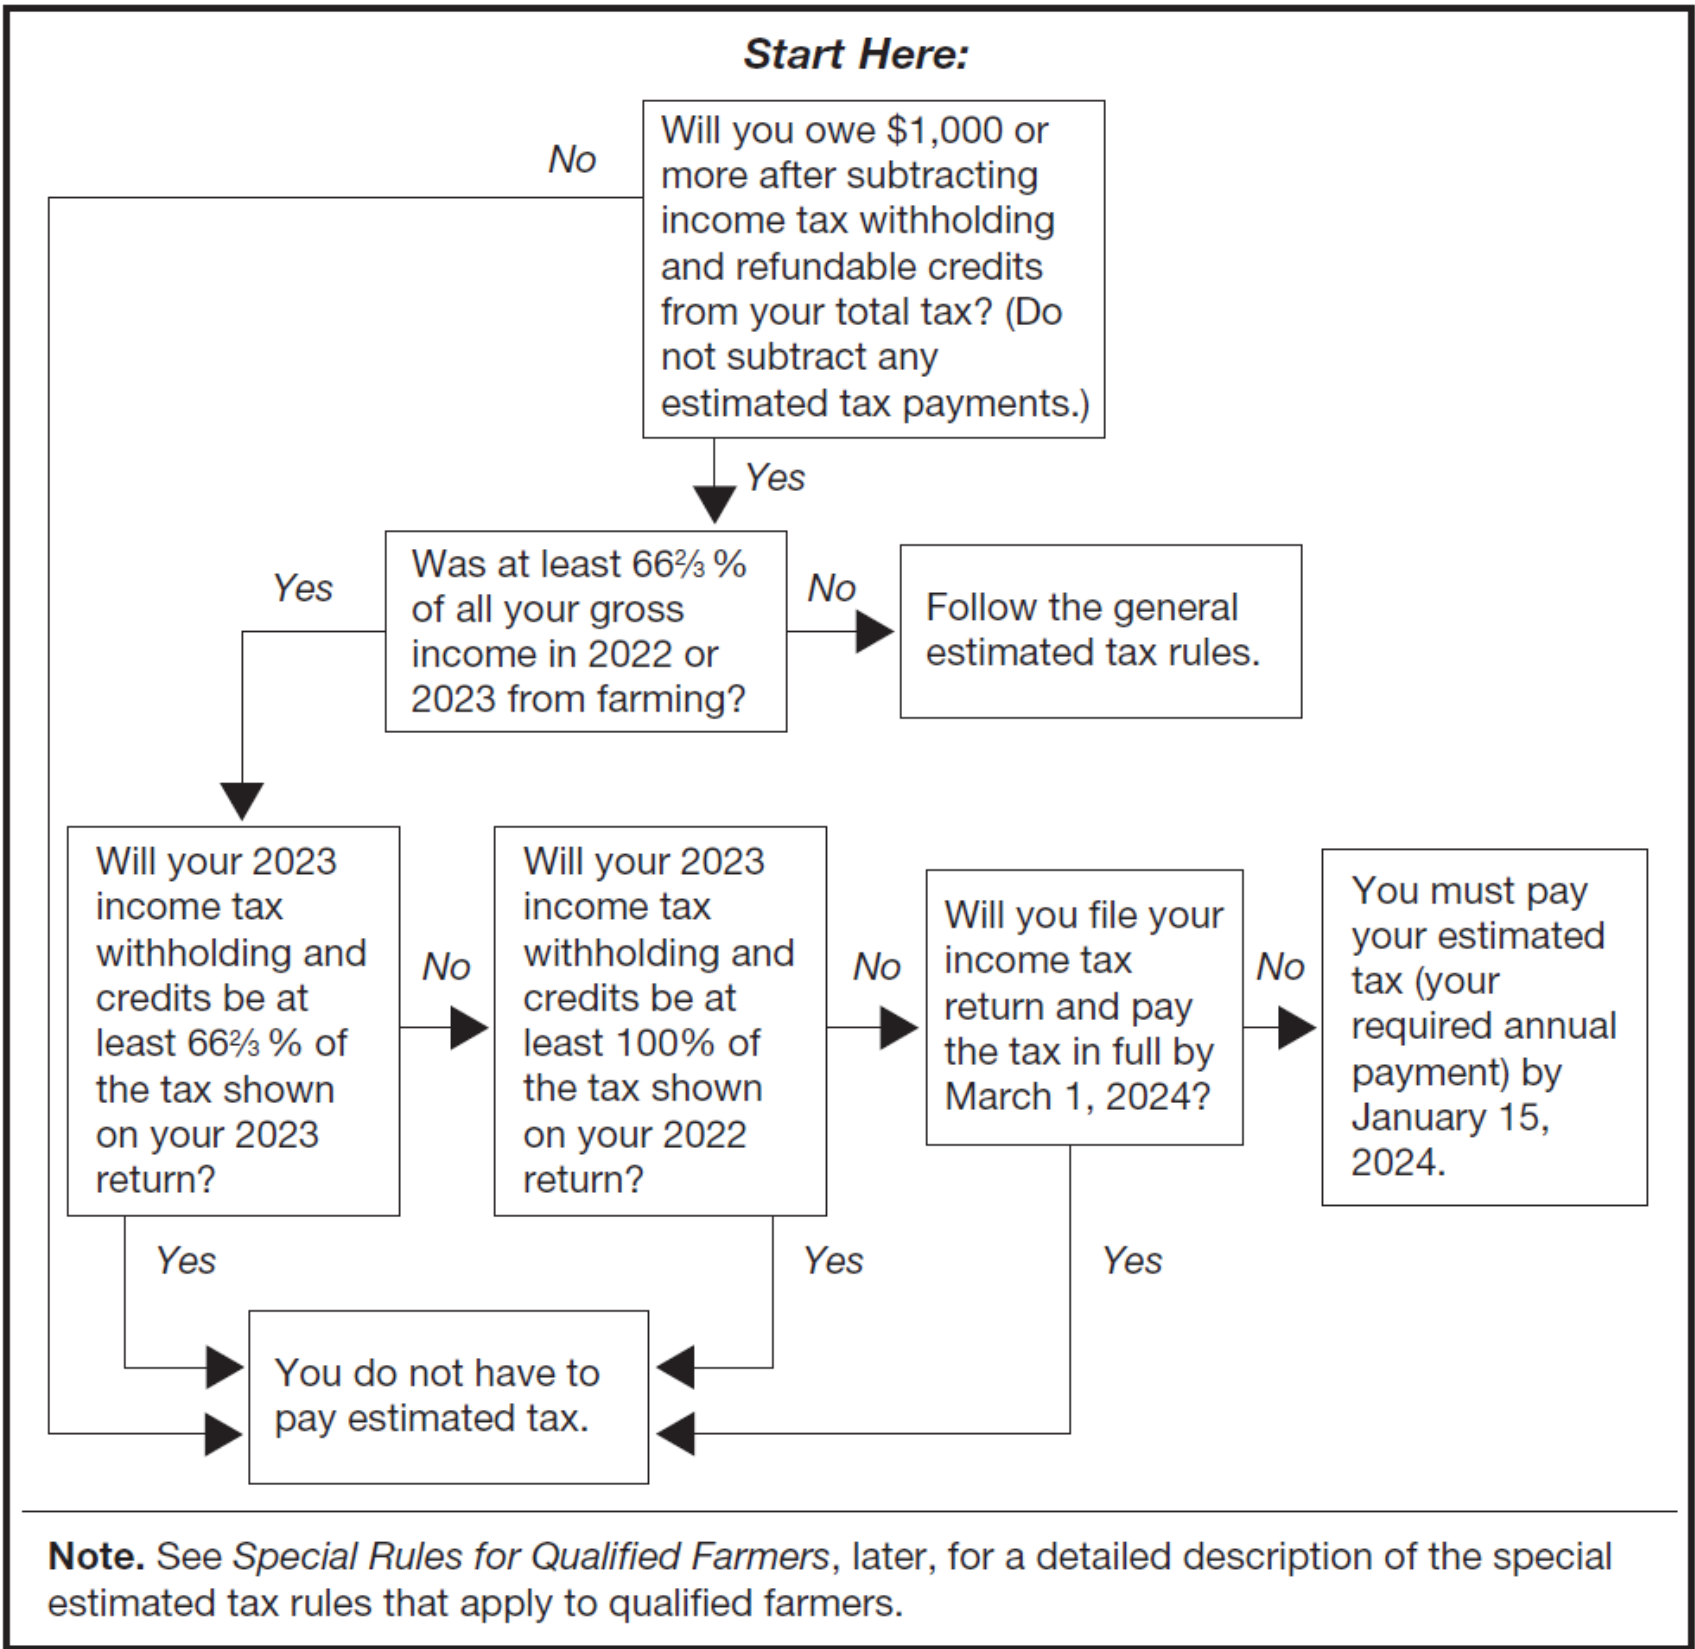 Start Here:
No
Will you owe $1,000 or
more after subtracting
income tax withholding
and refundable credits
from your total tax? (Do
not subtract any
estimated tax payments.)
Yes
Yes
Was at least 66⅔ %
of all your gross
income in 2022 or
2023 from farming?
No
Follow the general
estimated tax rules.
Will your 2023
income tax
withholding and
credits be at
least 66⅔ % of
the tax shown
on your 2023
return?
No
Will your 2023
income tax
withholding and
credits be at
least 100% of
the tax shown
on your 2022
return?
No
Will you file your
income tax
return and pay
the tax in full by
March 1, 2024?
No
You must pay
your estimated
tax (your
required annual
payment) by
January 15,
2024.
Yes
Yes
Yes
You do not have to
pay estimated tax.
Note. See Special Rules for Qualified Farmers, later, for a detailed description of the special
estimated tax rules that apply to qualified farmers.